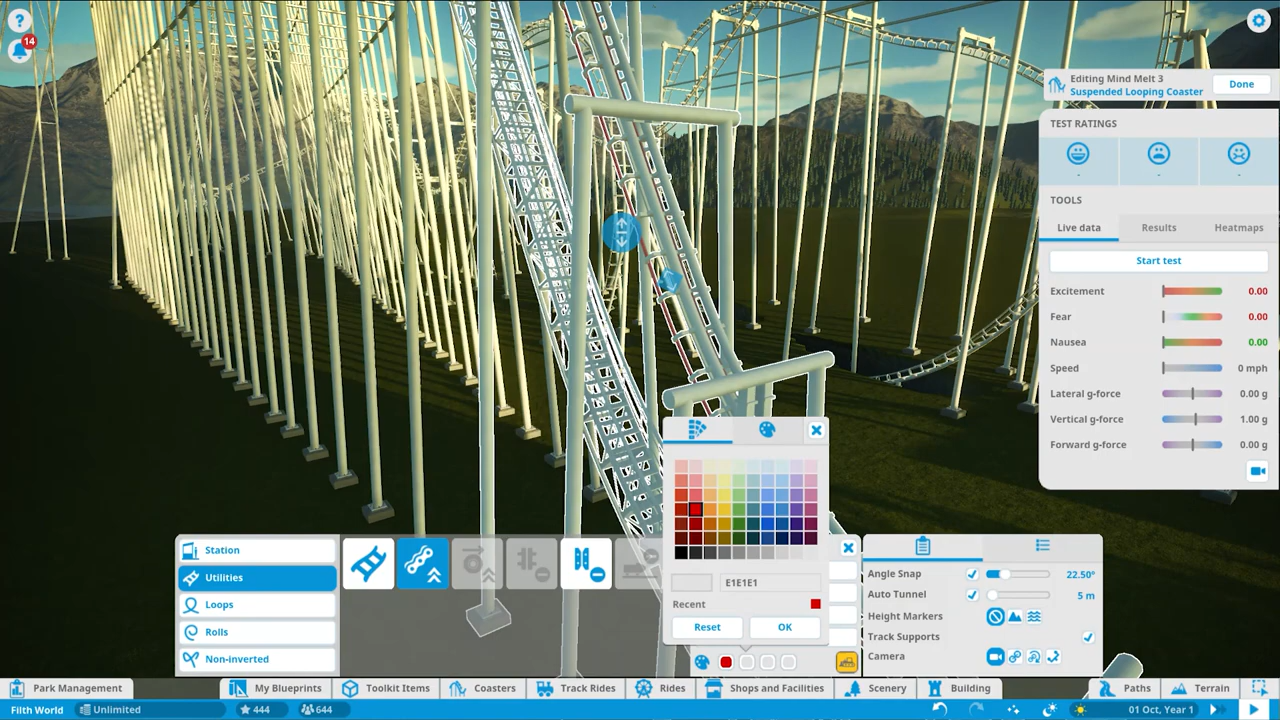 ?
14
Editing Mind Melt 3
Suspended Looping Coaster
Done
TEST RATINGS
- - -
TOOLS
Live data Results Heatmaps
Start test
Excitement 0.00
Fear 0.00
Nausea 0.00
Speed 0 mph
Lateral g-force 0.00 g
Vertical g-force 1.00 g
Forward g-force 0.00 g
E1E1E1
Recent
Reset OK
Station
Utilities
Loops
Rolls
Non-inverted
Angle Snap 22.50°
Auto Tunnel 5 m
Height Markers
Track Supports
Camera
Park Management My Blueprints Toolkit Items Coasters Track Rides Rides Shops and Facilities Scenery Building Paths Terrain
Filth World Unlimited 444 644 01 Oct, Year 1